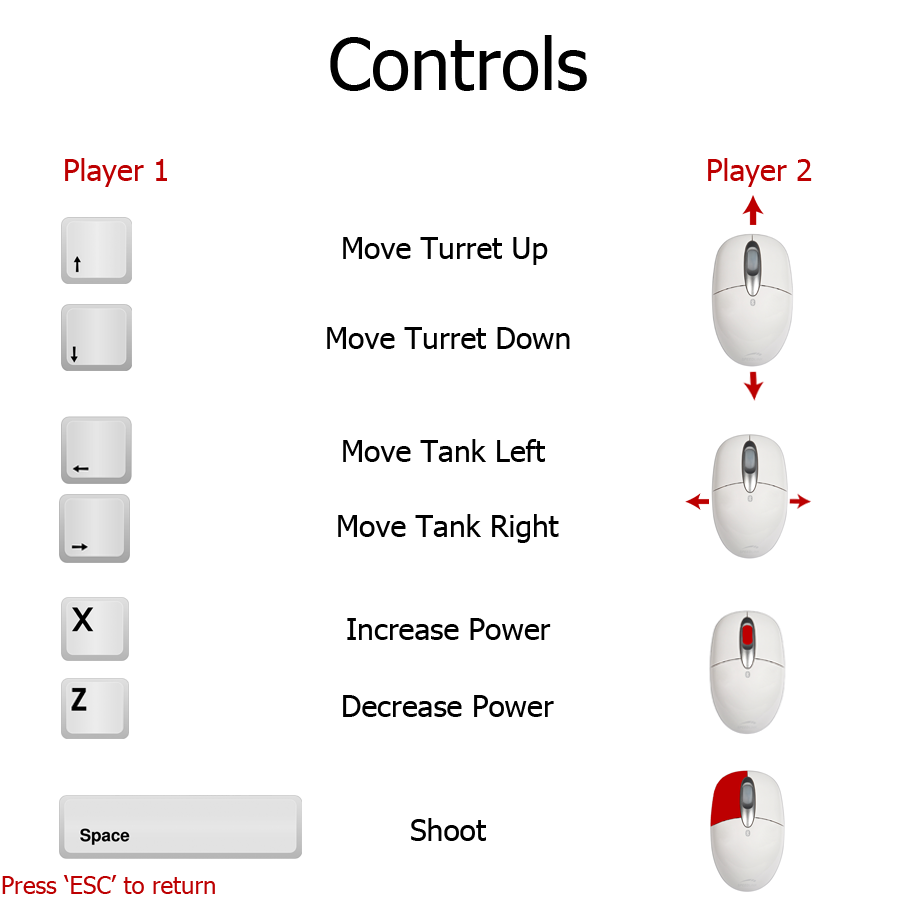 Controls
Player 1
Player 2
↑
Move Turret Up
↓
Move Turret Down
←
Move Tank Left
→
Move Tank Right
X
Increase Power
Z
Decrease Power
Space
Shoot
Press ‘ESC’ to return